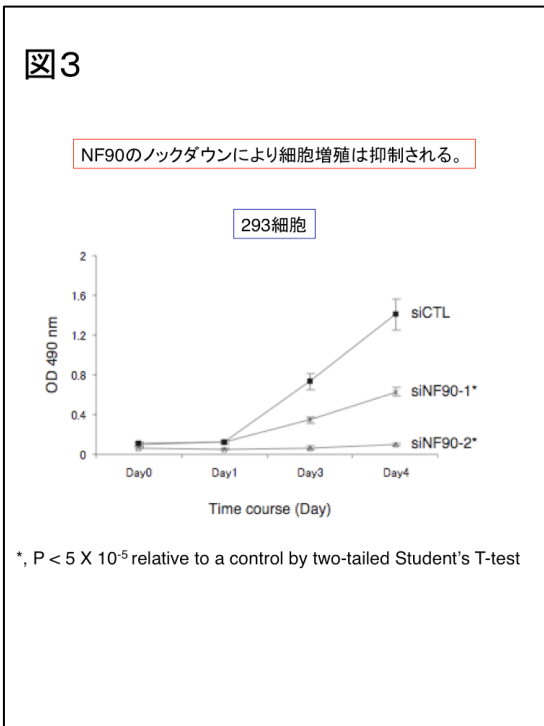 図3
NF90のノックダウンにより細胞増殖は抑制される。
293細胞
2
1.6
1.2
0.8
0.4
0
OD 490 nm
siCTL
siNF90-1*
siNF90-2*
Day0 Day1 Day3 Day4
Time course (Day)
*, P < 5 X 10⁻⁵ relative to a control by two-tailed Student’s T-test